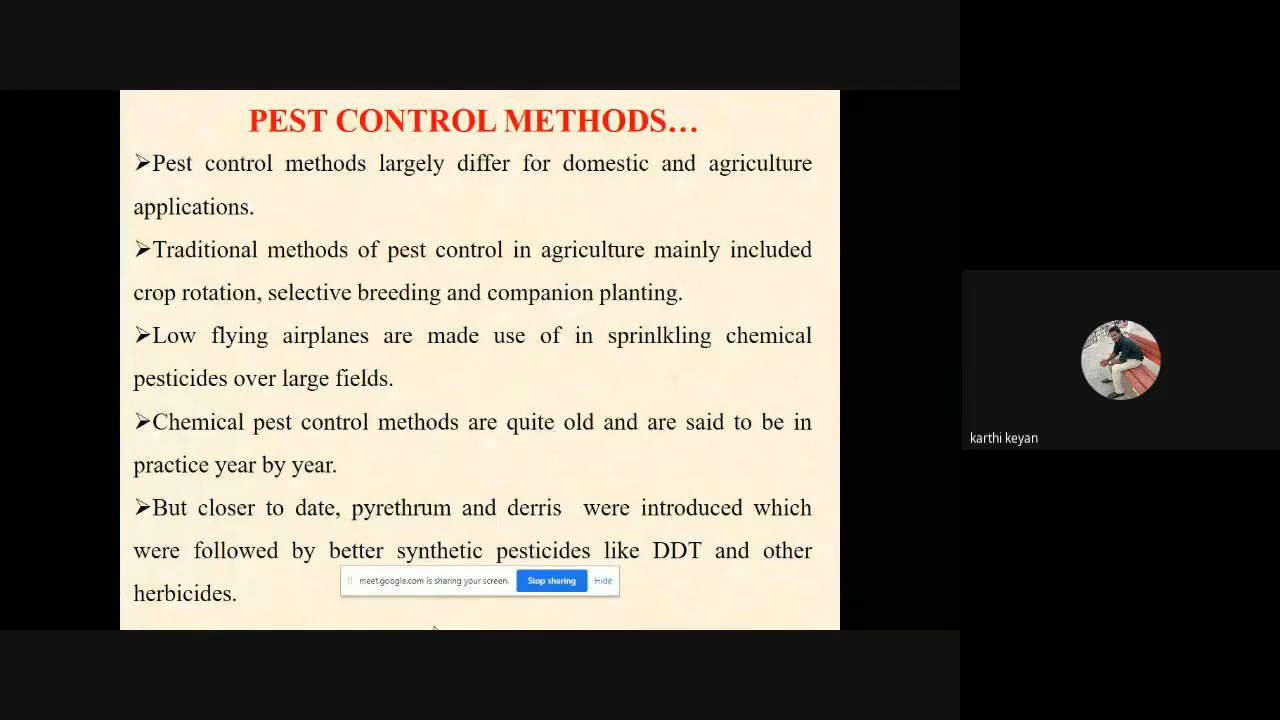 PEST CONTROL METHODS…
➢Pest control methods largely differ for domestic and agriculture
applications.
➢Traditional methods of pest control in agriculture mainly included
crop rotation, selective breeding and companion planting.
➢Low flying airplanes are made use of in sprinlkling chemical
pesticides over large fields.
➢Chemical pest control methods are quite old and are said to be in
practice year by year.
➢But closer to date, pyrethrum and derris were introduced which
were followed by better synthetic pesticides like DDT and other
herbicides.
meet.google.com is sharing your screen. Stop sharing Hide
karthi keyan